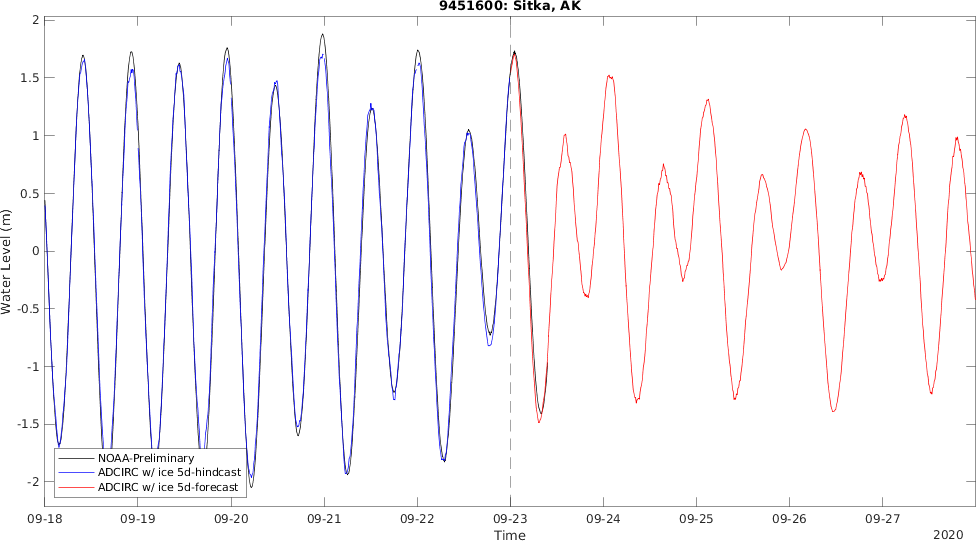 9451600: Sitka, AK
2
1.5
1
0.5
0
-0.5
-1
-1.5
-2
Water Level (m)
NOAA-Preliminary
ADCIRC w/ ice 5d-hindcast
ADCIRC w/ ice 5d-forecast
09-18 09-19 09-20 09-21 09-22 09-23 09-24 09-25 09-26 09-27
Time
2020